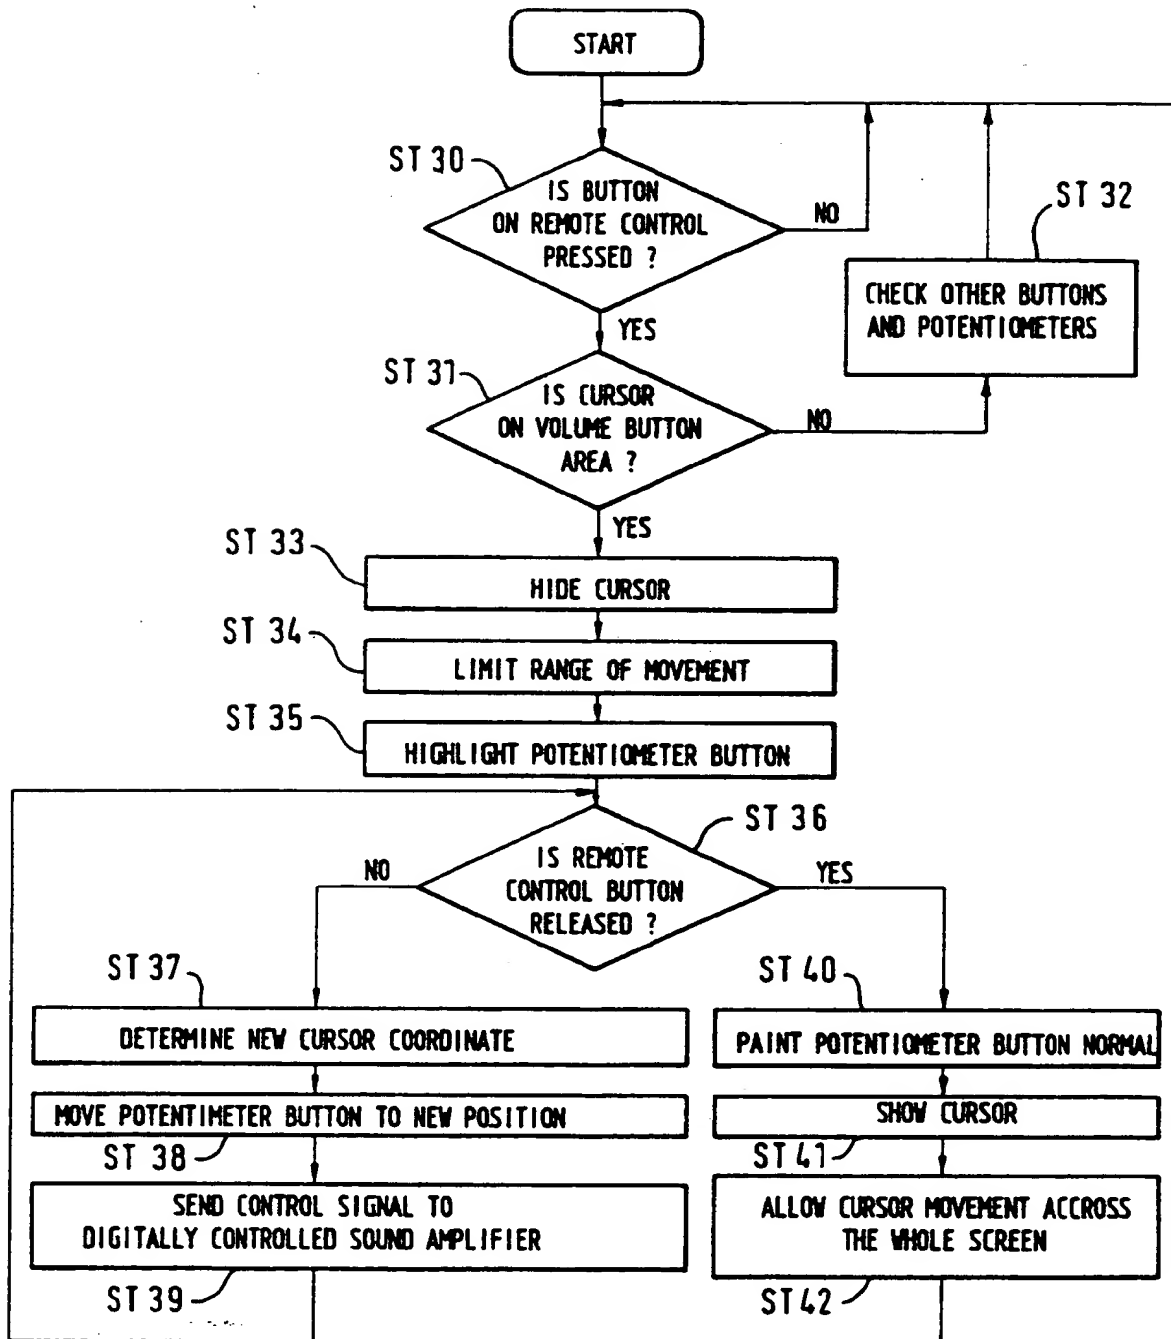 START
ST 30
IS BUTTON
ON REMOTE CONTROL
PRESSED ?
NO
ST 32
CHECK OTHER BUTTONS
AND POTENTIOMETERS
YES
ST 31
IS CURSOR
ON VOLUME BUTTON
AREA ?
NO
YES
ST 33
HIDE CURSOR
ST 34
LIMIT RANGE OF MOVEMENT
ST 35
HIGHLIGHT POTENTIOMETER BUTTON
ST 36
IS REMOTE
CONTROL BUTTON
RELEASED ?
NO
YES
ST 37
DETERMINE NEW CURSOR COORDINATE
MOVE POTENTIMETER BUTTON TO NEW POSITION
ST 38
SEND CONTROL SIGNAL TO
DIGITALLY CONTROLLED SOUND AMPLIFIER
ST 39
ST 40
PAINT POTENTIOMETER BUTTON NORMAL
SHOW CURSOR
ST 41
ALLOW CURSOR MOVEMENT ACCROSS
THE WHOLE SCREEN
ST 42